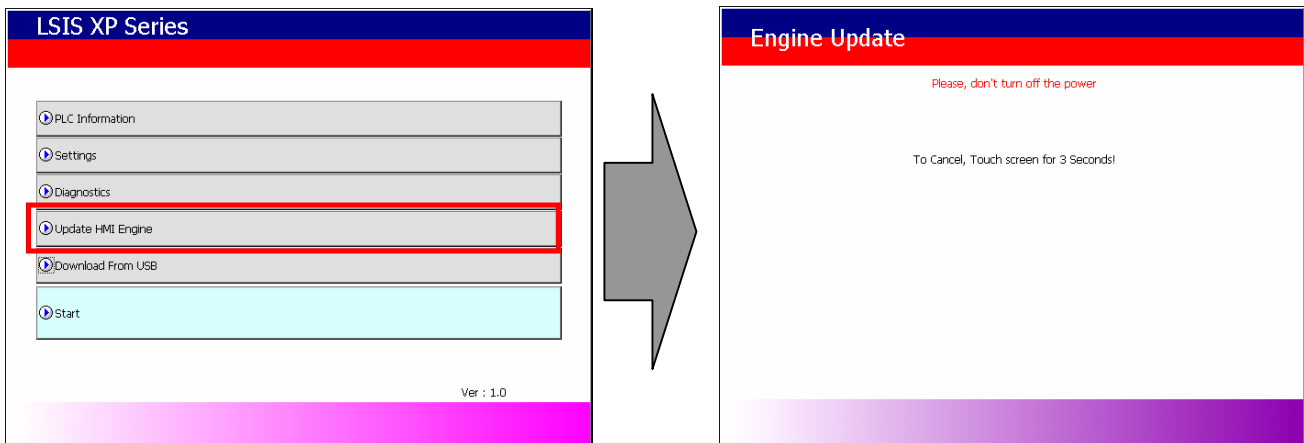 LSIS XP Series
PLC Information
Settings
Diagnostics
Update HMI Engine
Download From USB
Start
Ver : 1.0
Engine Update
Please, don't turn off the power
To Cancel, Touch screen for 3 Seconds!